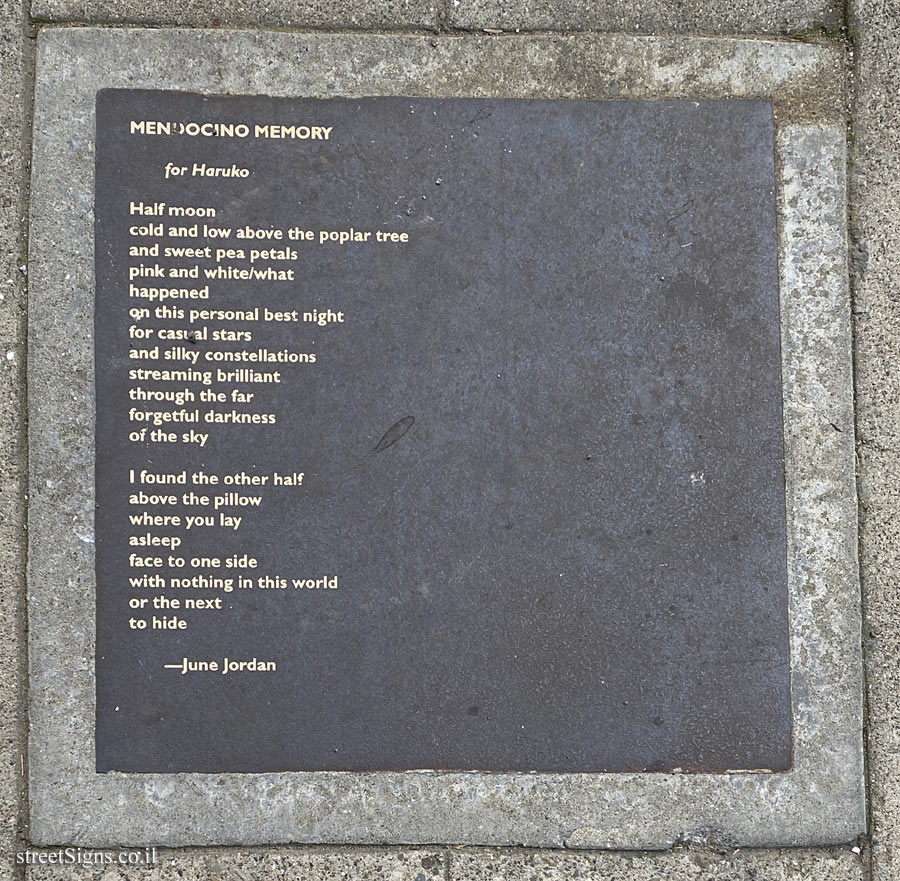 MENDOCINO MEMORY
for Haruko
Half moon
cold and low above the poplar tree
and sweet pea petals
pink and white/what
happened
on this personal best night
for casual stars
and silky constellations
streaming brilliant
through the far
forgetful darkness
of the sky
I found the other half
above the pillow
where you lay
asleep
face to one side
with nothing in this world
or the next
to hide
—June Jordan
streetSigns.co.il